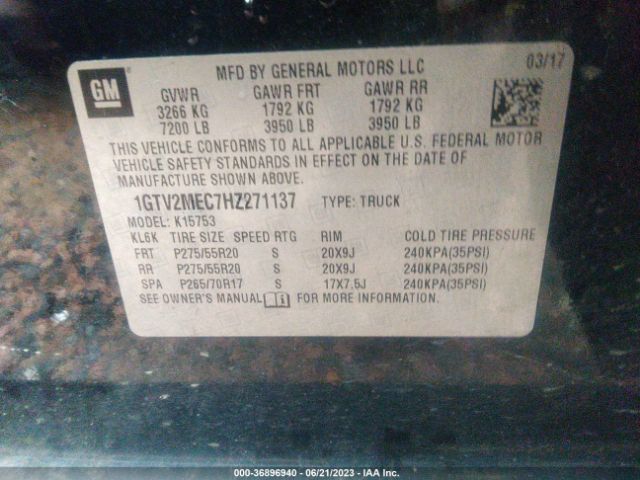 GM
MFD BY GENERAL MOTORS LLC
03/17
GVWR GAWR FRT GAWR RR
3266 KG 1792 KG 1792 KG
7200 LB 3950 LB 3950 LB
THIS VEHICLE CONFORMS TO ALL APPLICABLE U.S. FEDERAL MOTOR
VEHICLE SAFETY STANDARDS IN EFFECT ON THE DATE OF
MANUFACTURE SHOWN ABOVE.
1GTV2MEC7HZ271137 TYPE: TRUCK
MODEL: K15753
KL6K TIRE SIZE SPEED RTG RIM COLD TIRE PRESSURE
FRT P275/55R20 S 20X9J 240KPA(35PSI)
RR P275/55R20 S 20X9J 240KPA(35PSI)
SPA P265/70R17 S 17X7.5J 240KPA(35PSI)
SEE OWNER'S MANUAL FOR MORE INFORMATION.
000-36896940 - 06/21/2023 - IAA Inc.